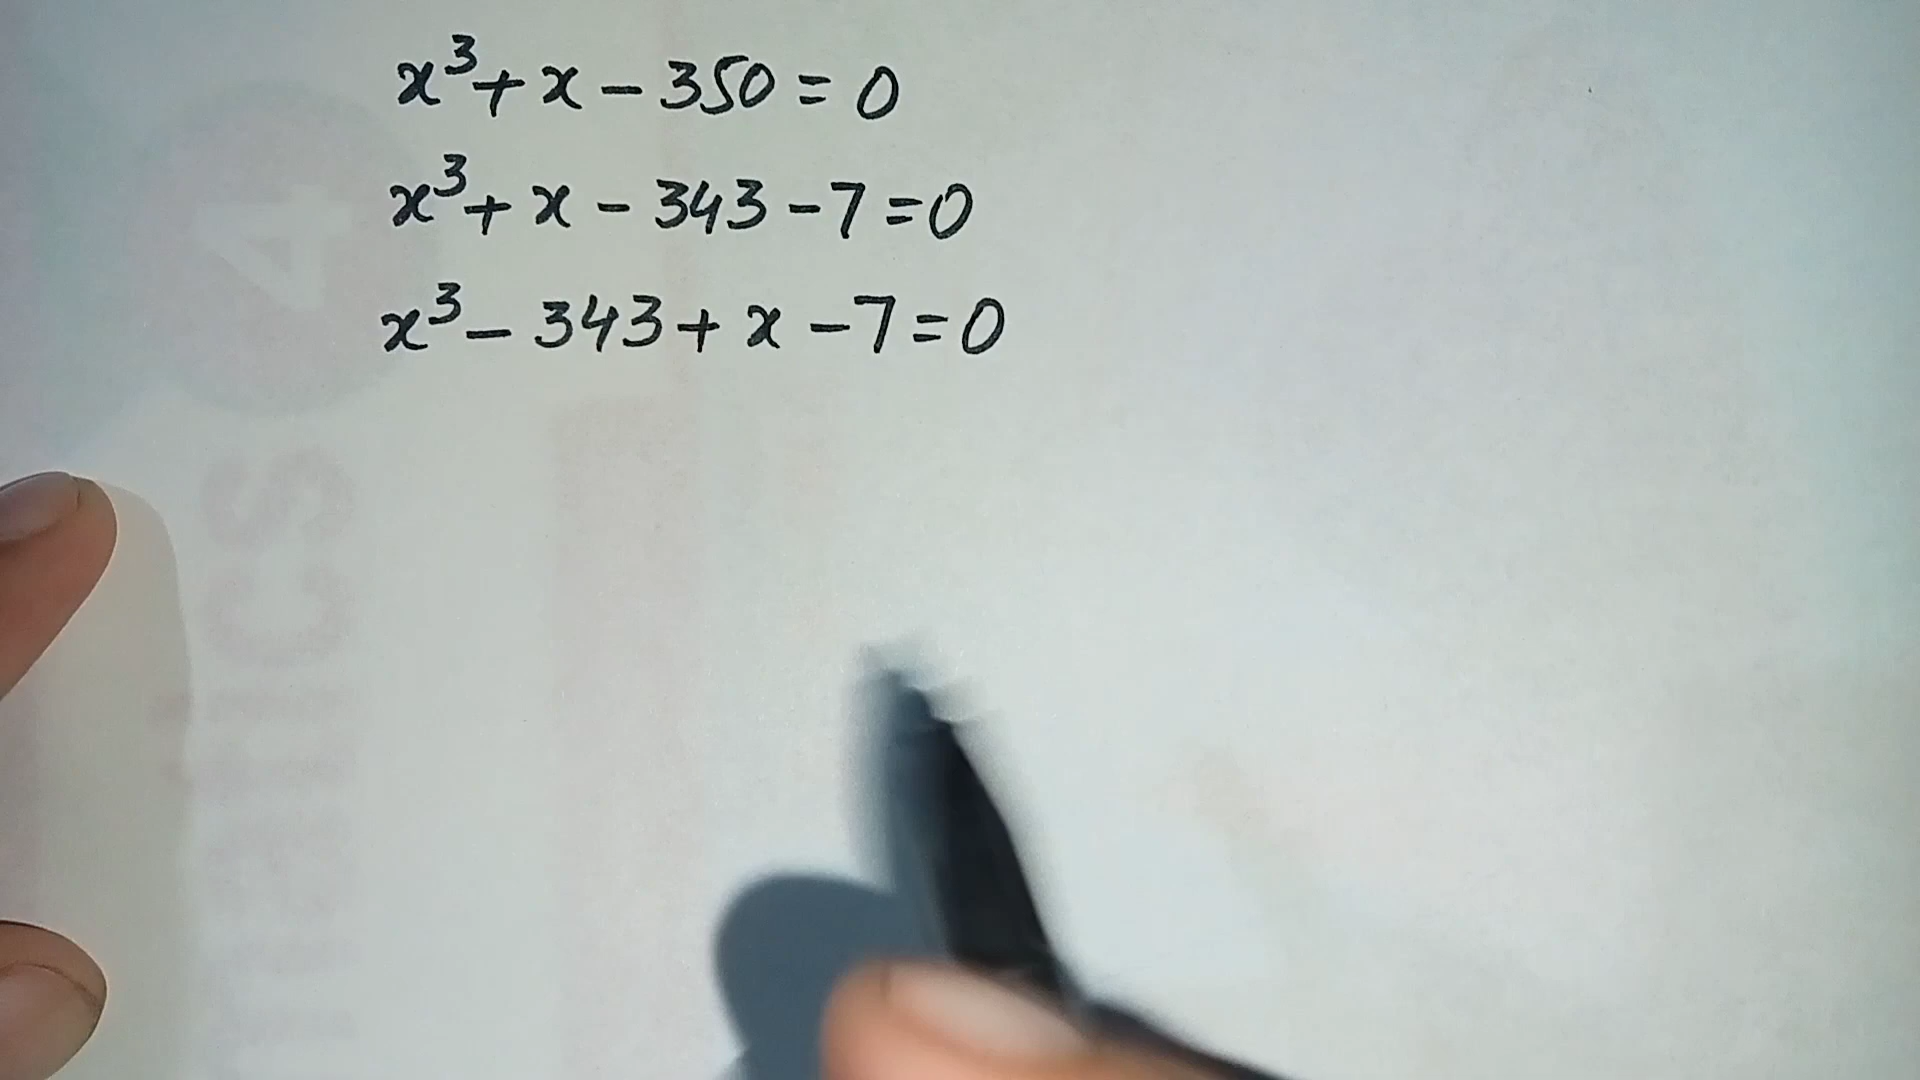 x³ + x - 350 = 0
x³ + x - 343 - 7 = 0
x³ - 343 + x - 7 = 0